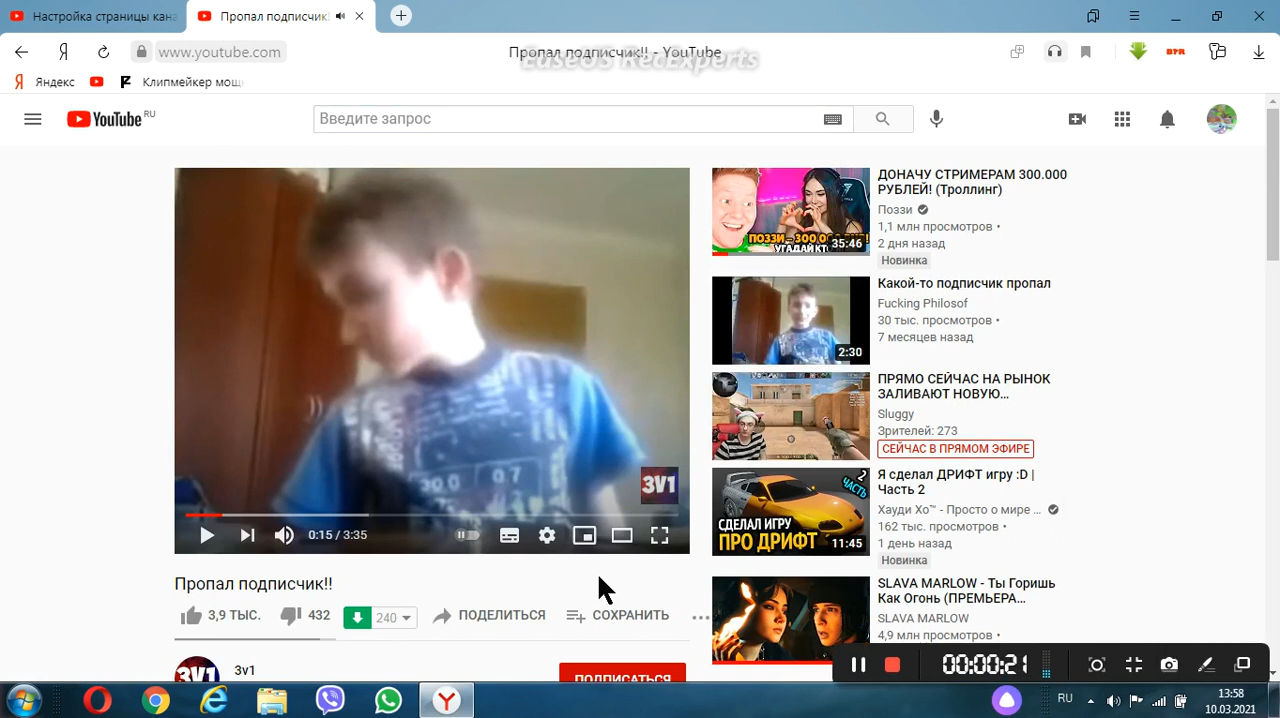 Настройка страницы кана
Пропал подписчик!
www.youtube.com
Пропал подписчик!! - YouTube
EaseUS RecExperts
Яндекс
Клипмейкер мощн
YouTube RU
Введите запрос
ДОНАЧУ СТРИМЕРАМ 300.000
РУБЛЕЙ! (Троллинг)
Поззи
1,1 млн просмотров •
2 дня назад
Новинка
35:46
Какой-то подписчик пропал
Fucking Philosof
30 тыс. просмотров •
7 месяцев назад
2:30
ПРЯМО СЕЙЧАС НА РЫНОК
ЗАЛИВАЮТ НОВУЮ...
Sluggy
Зрителей: 273
СЕЙЧАС В ПРЯМОМ ЭФИРЕ
Я сделал ДРИФТ игру :D |
Часть 2
Хауди Хо™ - Просто о мире ...
162 тыс. просмотров •
1 день назад
Новинка
2
ЧАСТЬ
СДЕЛАЛ ИГРУ
ПРО ДРИФТ
11:45
SLAVA MARLOW - Ты Горишь
Как Огонь (ПРЕМЬЕРА...
SLAVA MARLOW
4,9 млн просмотров •
3V1
0:15 / 3:35
Пропал подписчик!!
3,9 ТЫС.
432
240
ПОДЕЛИТЬСЯ
СОХРАНИТЬ
3V1
3v1
ПОДПИСАТЬСЯ
00:00:21
RU
13:58
10.03.2021